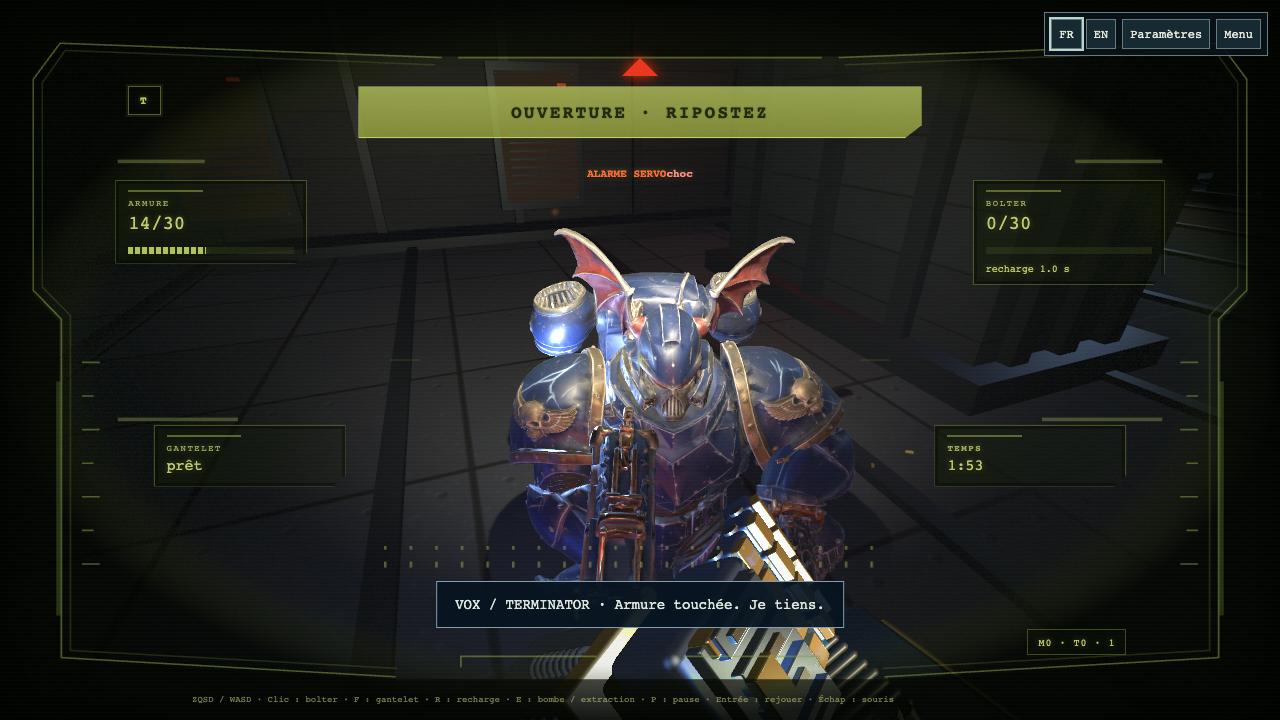 FR EN Paramètres Menu
T
OUVERTURE · RIPOSTEZ
ALARME SERVOchoc
ARMURE
14/30
BOLTER
0/30
recharge 1.0 s
GANTELET
prêt
TEMPS
1:53
VOX / TERMINATOR · Armure touchée. Je tiens.
M0 · T0 · 1
ZQSD / WASD · Clic : bolter · F : gantelet · R : recharge · E : bombe / extraction · P : pause · Entrée : rejouer · Échap : souris